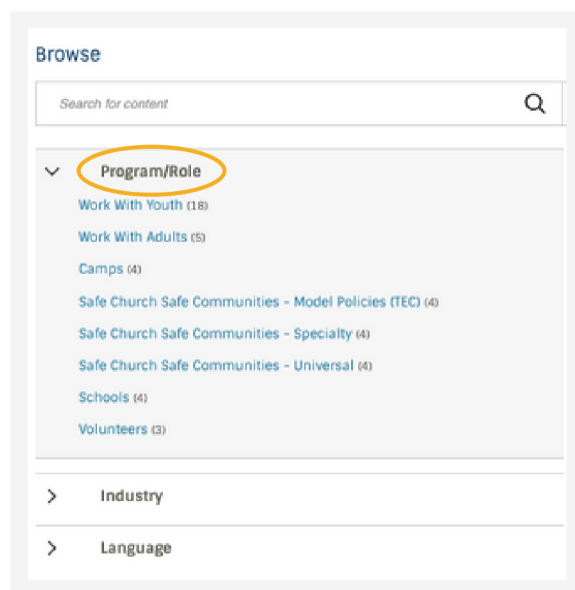 Browse
Search for content
Program/Role
Work With Youth (18)
Work With Adults (5)
Camps (4)
Safe Church Safe Communities - Model Policies (TEC) (4)
Safe Church Safe Communities - Specialty (4)
Safe Church Safe Communities - Universal (4)
Schools (4)
Volunteers (3)
Industry
Language